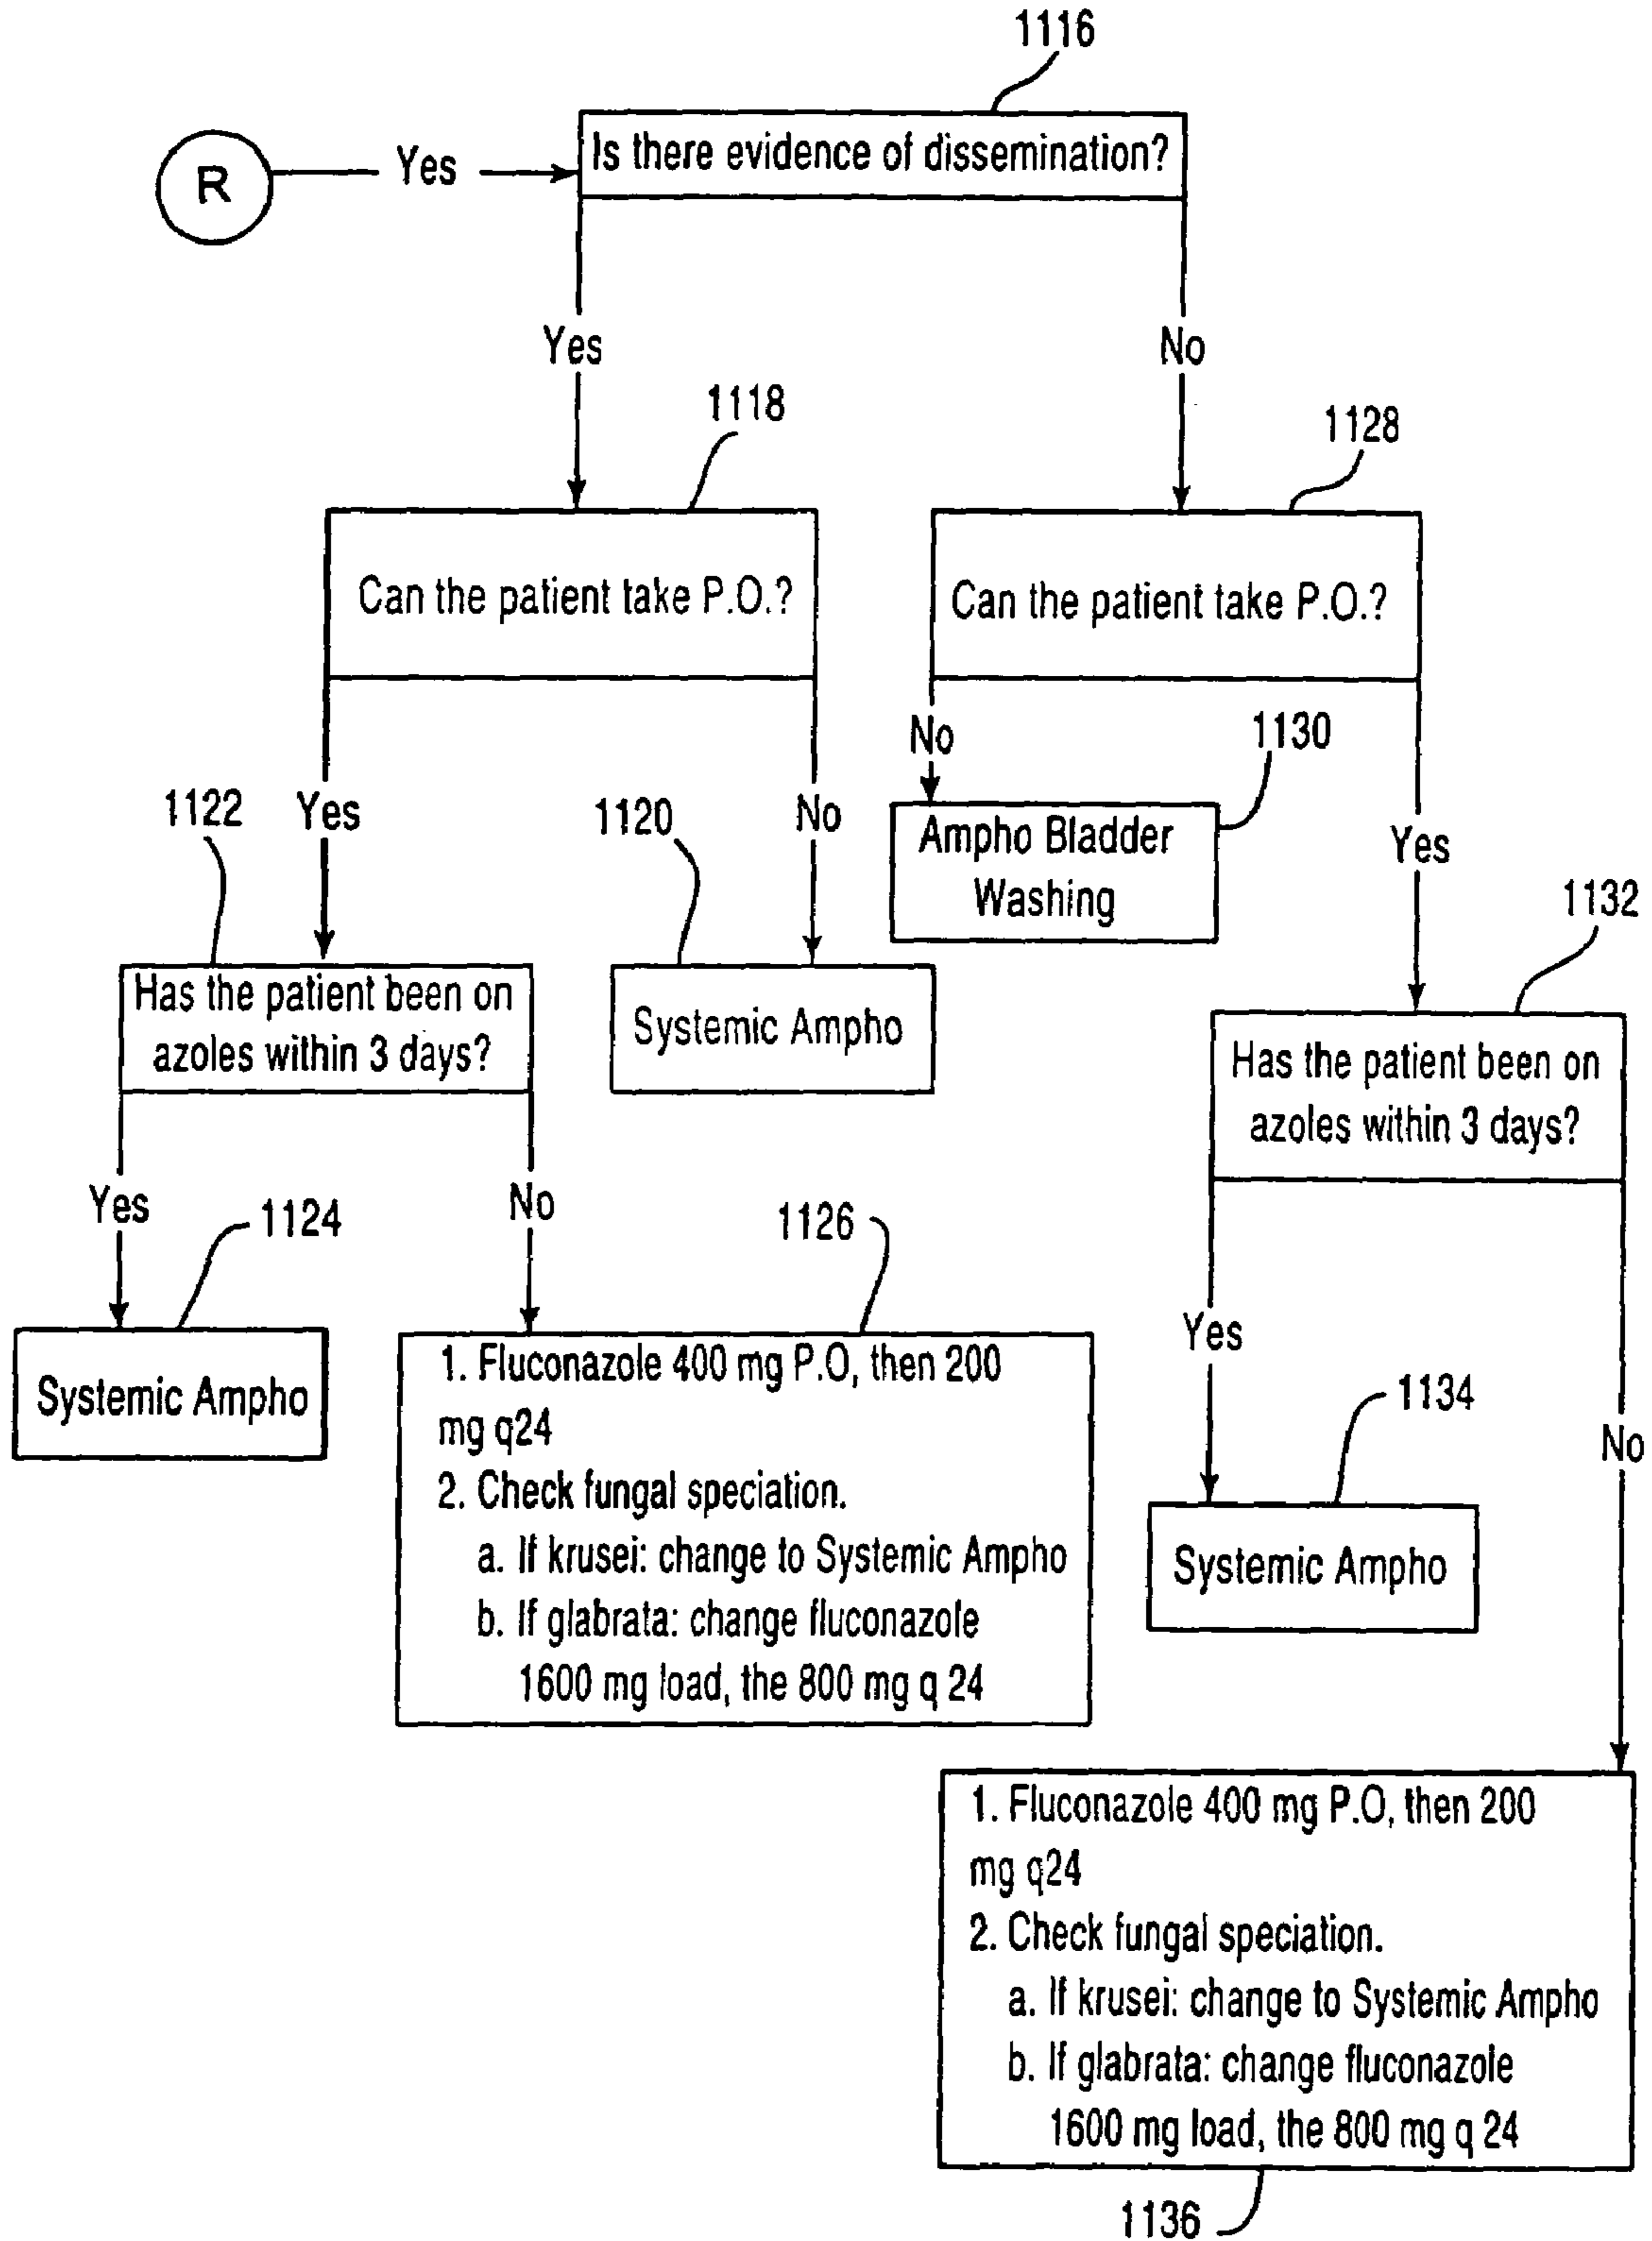 1116
R
Yes
Is there evidence of dissemination?
Yes
No
1118
1128
Can the patient take P.O.?
Can the patient take P.O.?
No
1130
1122
Yes
1120
No
Ampho Bladder
Washing
Yes
1132
Has the patient been on
azoles within 3 days?
Systemic Ampho
Has the patient been on
azoles within 3 days?
Yes
1124
No
1126
Yes
Systemic Ampho
1. Fluconazole 400 mg P.O, then 200
mg q24
2. Check fungal speciation.
a. If krusei: change to Systemic Ampho
b. If glabrata: change fluconazole
1600 mg load, the 800 mg q 24
1134
No
Systemic Ampho
1. Fluconazole 400 mg P.O, then 200
mg q24
2. Check fungal speciation.
a. If krusei: change to Systemic Ampho
b. If glabrata: change fluconazole
1600 mg load, the 800 mg q 24
1136